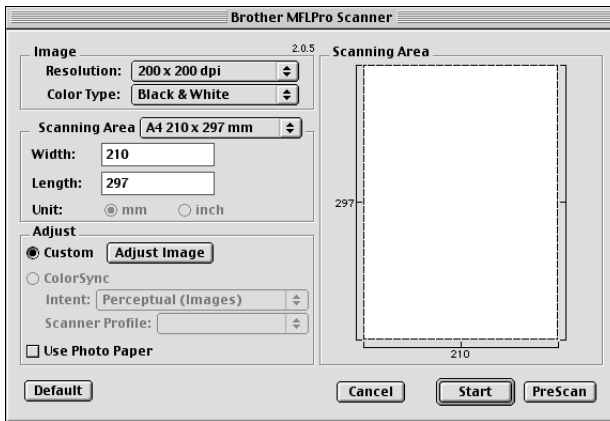 Brother MFLPro Scanner
Image
2.0.5
Resolution: 200 x 200 dpi
Color Type: Black & White
Scanning Area A4 210 x 297 mm
Width: 210
Length: 297
Unit: mm inch
Adjust
Custom Adjust Image
ColorSync
Intent: Perceptual (Images)
Scanner Profile:
Use Photo Paper
Default
Scanning Area
297
210
Cancel Start PreScan